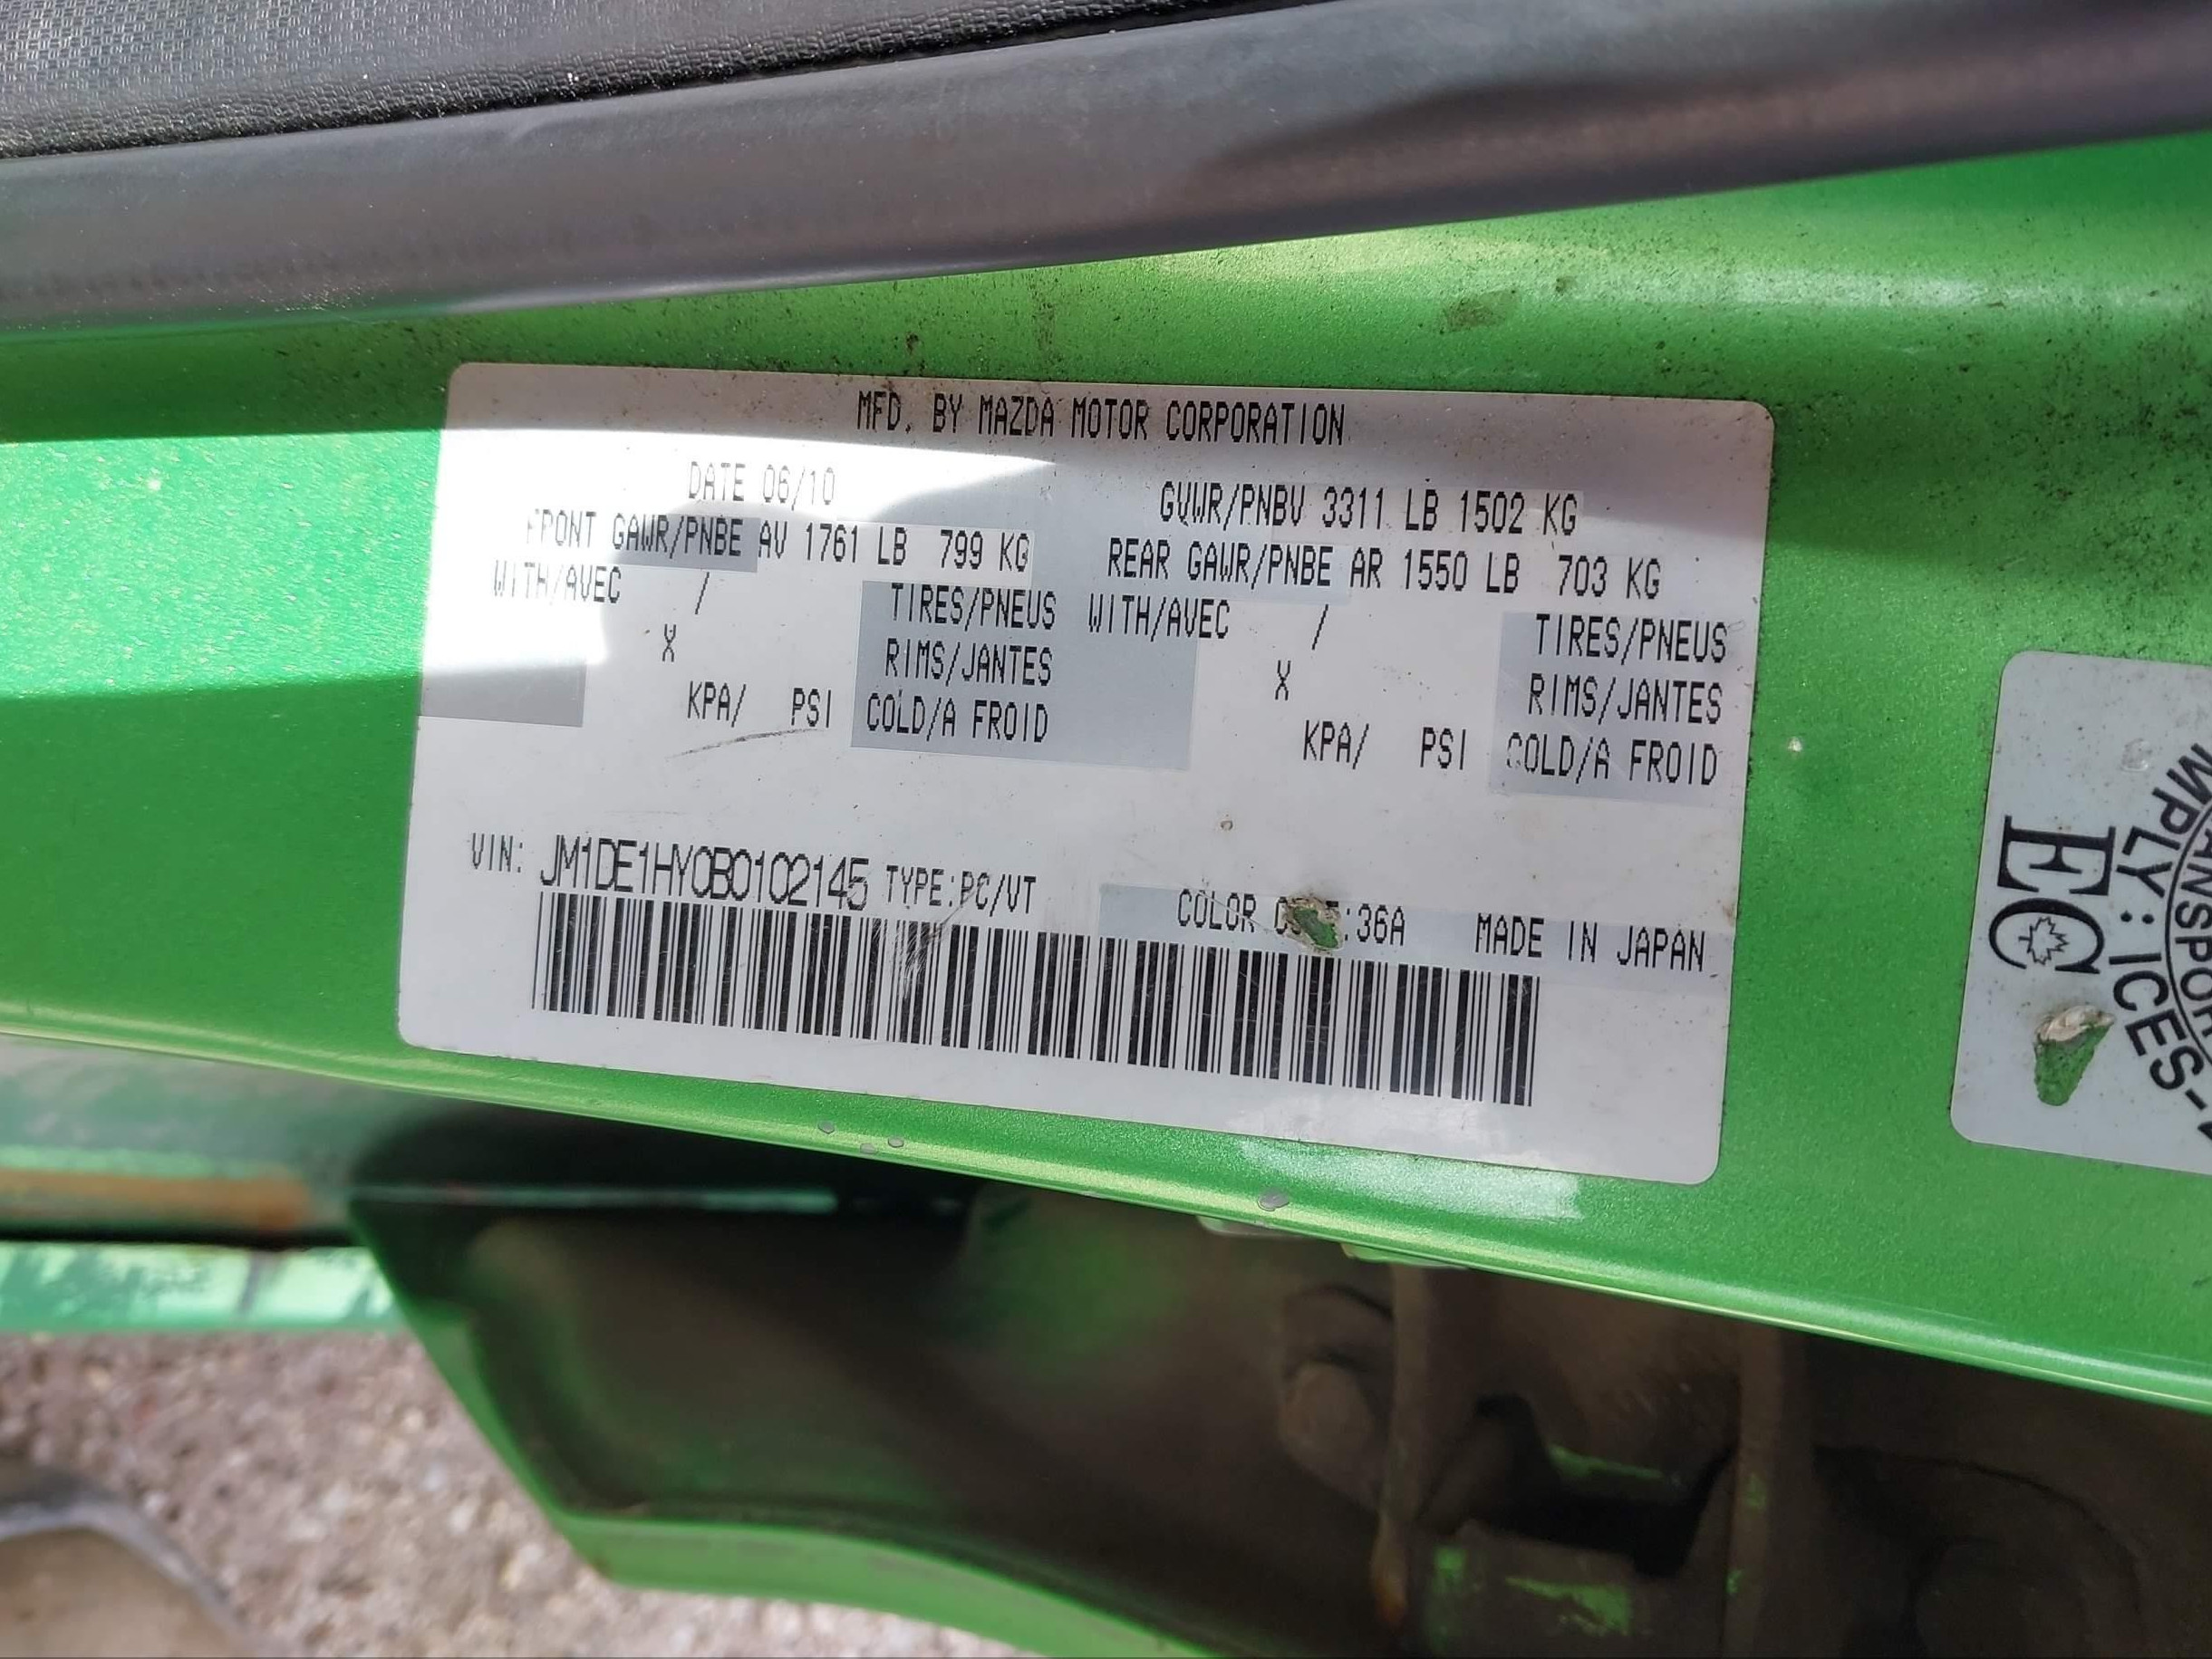 MFD. BY MAZDA MOTOR CORPORATION
DATE 06/10 GVWR/PNBV 3311 LB 1502 KG
FRONT GAWR/PNBE AV 1761 LB 799 KG REAR GAWR/PNBE AR 1550 LB 703 KG
WITH/AVEC / TIRES/PNEUS WITH/AVEC / TIRES/PNEUS
X RIMS/JANTES X RIMS/JANTES
KPA/ PSI COLD/A FROID KPA/ PSI COLD/A FROID
VIN: JM1DE1HY0B0102145 TYPE:PC/VT COLOR :36A MADE IN JAPAN
EC
MPLY: ICES-